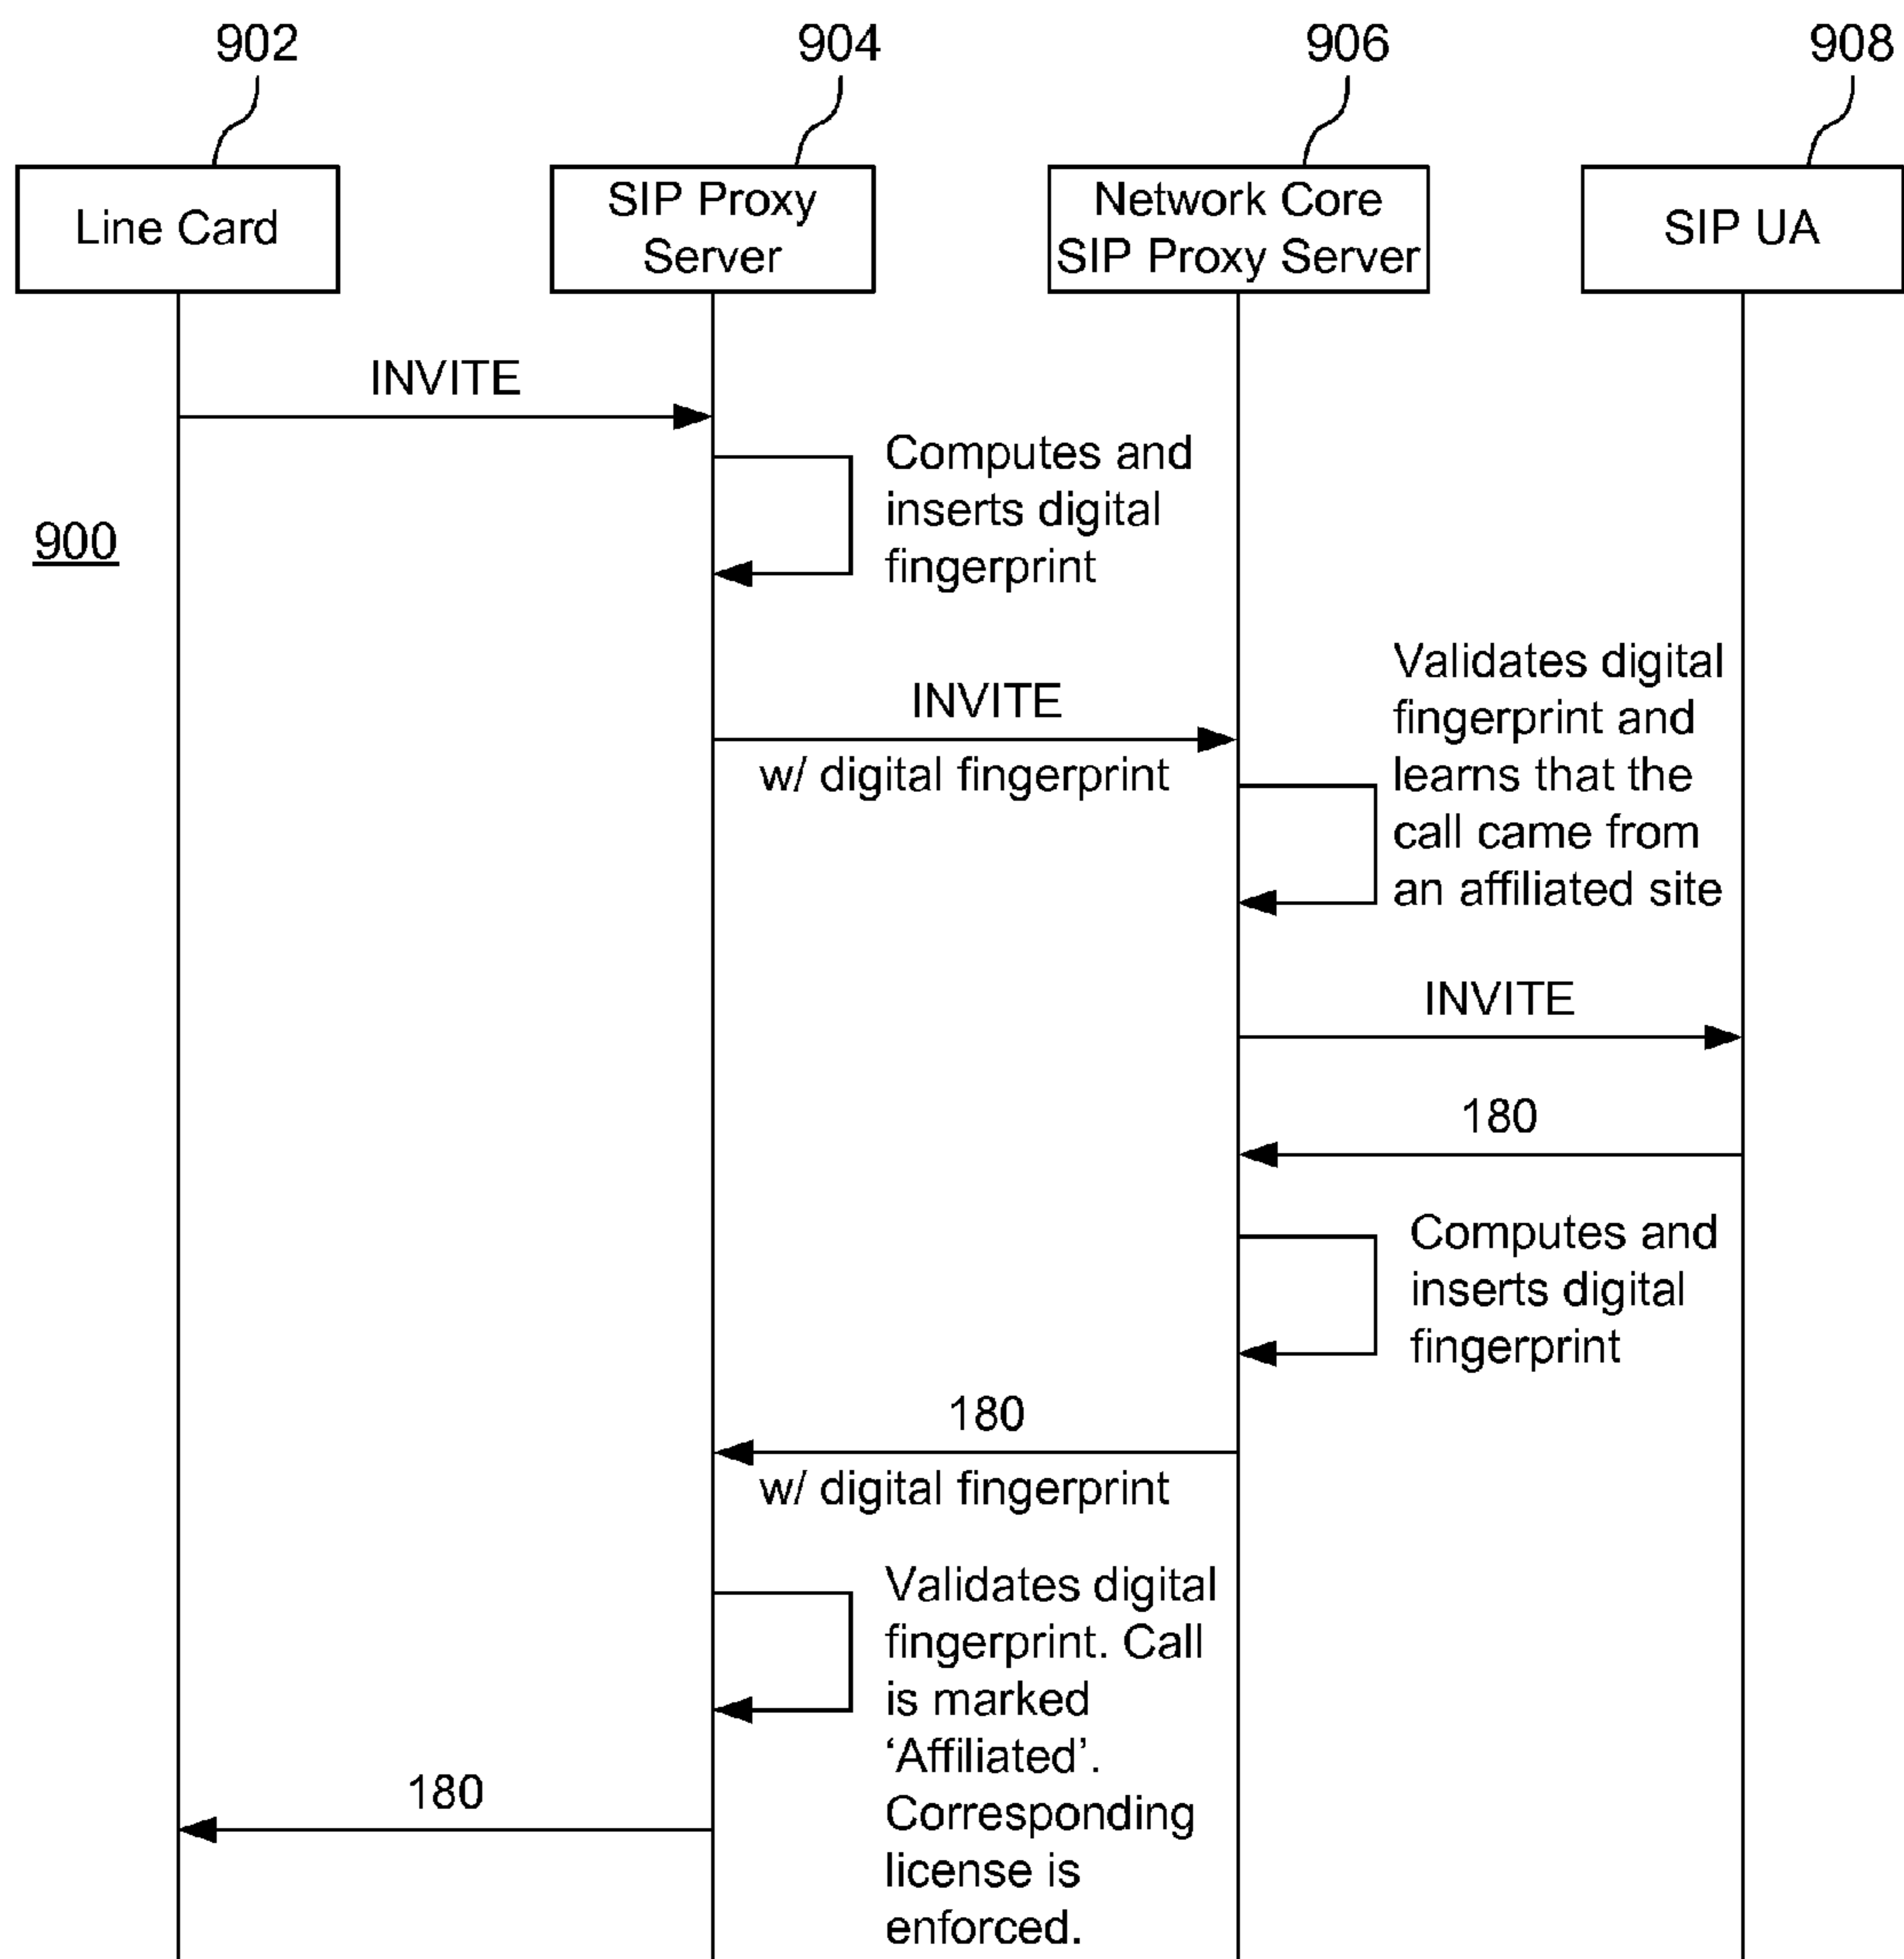 902
904
906
908
Line Card
SIP Proxy
Server
Network Core
SIP Proxy Server
SIP UA
INVITE
Computes and
inserts digital
fingerprint
900
INVITE
w/ digital fingerprint
Validates digital
fingerprint and
learns that the
call came from
an affiliated site
INVITE
180
Computes and
inserts digital
fingerprint
180
w/ digital fingerprint
Validates digital
fingerprint. Call
is marked
‘Affiliated’.
Corresponding
license is
enforced.
180